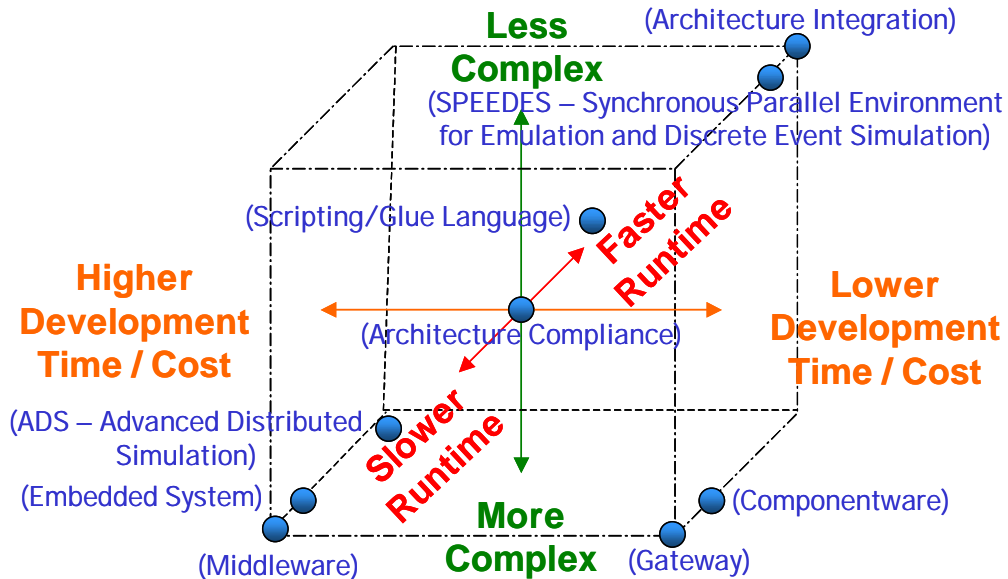 (Architecture Integration)
Less
Complex
(SPEEDES – Synchronous Parallel Environment
for Emulation and Discrete Event Simulation)
(Scripting/Glue Language)
Faster
Runtime
Higher
Development
Time / Cost
Lower
Development
Time / Cost
(Architecture Compliance)
(ADS – Advanced Distributed
Simulation)
Slower
Runtime
(Embedded System)
(Componentware)
More
Complex
(Middleware)
(Gateway)